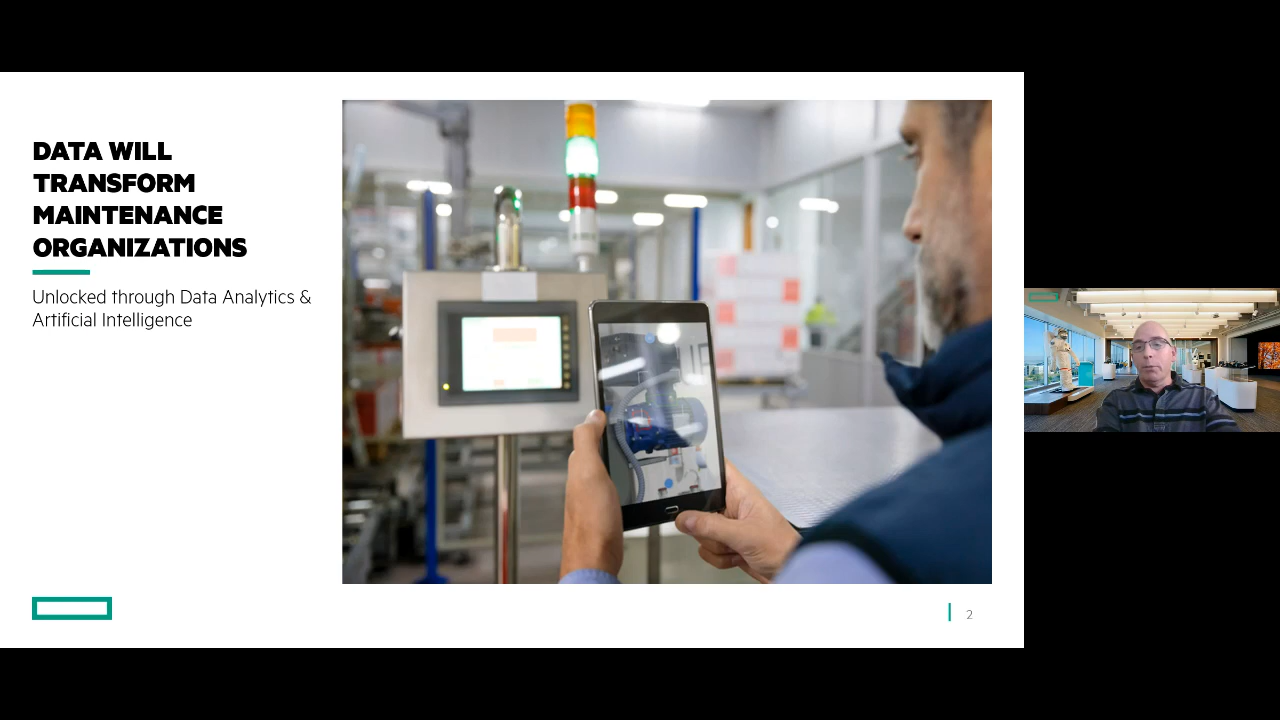 DATA WILL
TRANSFORM
MAINTENANCE
ORGANIZATIONS
Unlocked through Data Analytics &
Artificial Intelligence
2